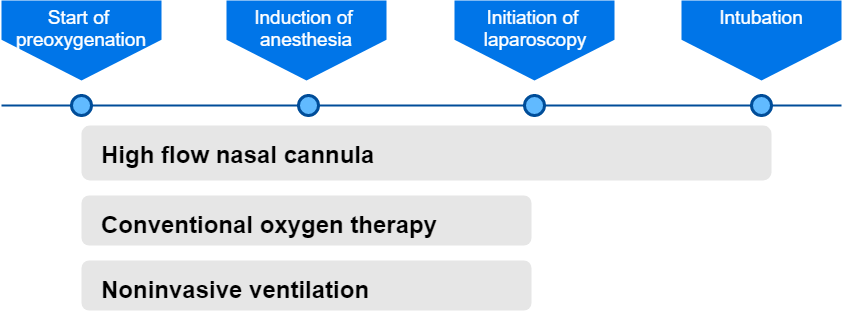 Start of
preoxygenation
Induction of
anesthesia
Initiation of
laparoscopy
Intubation
High flow nasal cannula
Conventional oxygen therapy
Noninvasive ventilation